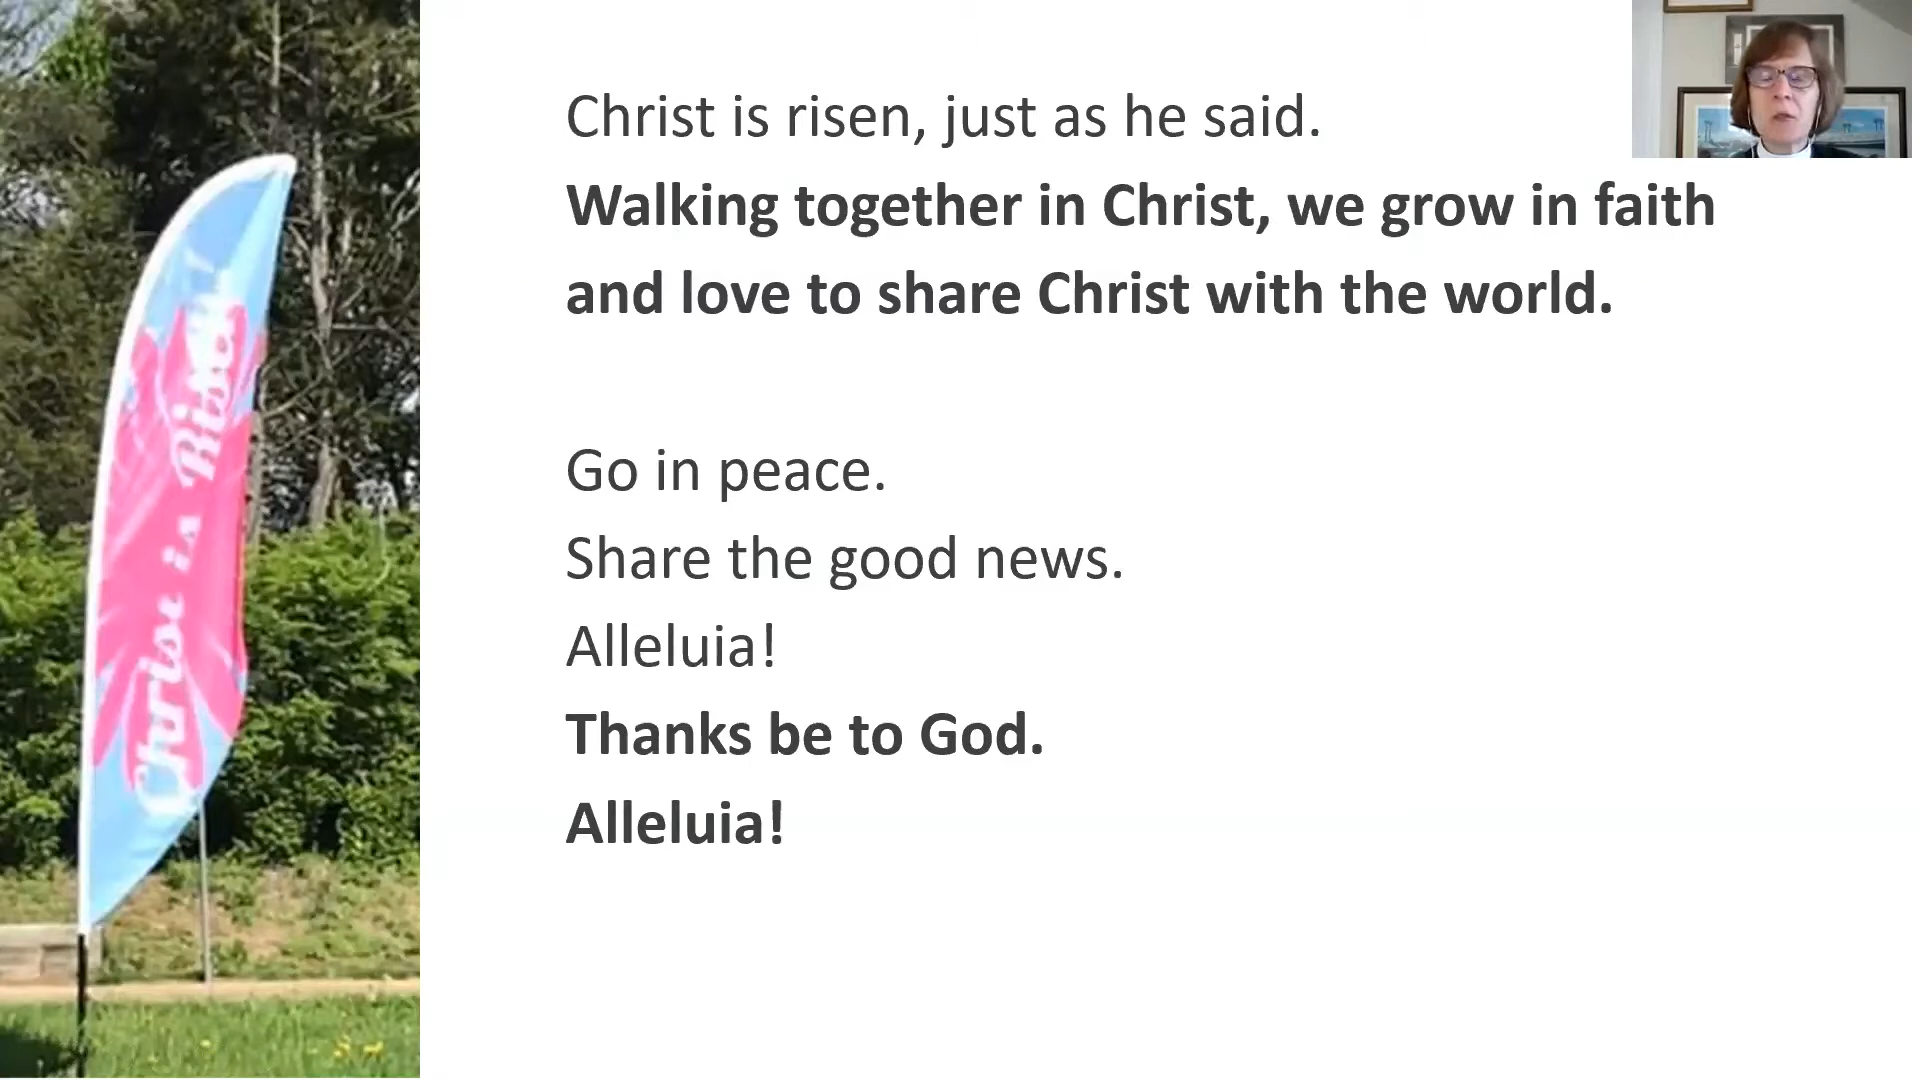 Christ is Risen!
Christ is risen, just as he said.
Walking together in Christ, we grow in faith
and love to share Christ with the world.
Go in peace.
Share the good news.
Alleluia!
Thanks be to God.
Alleluia!